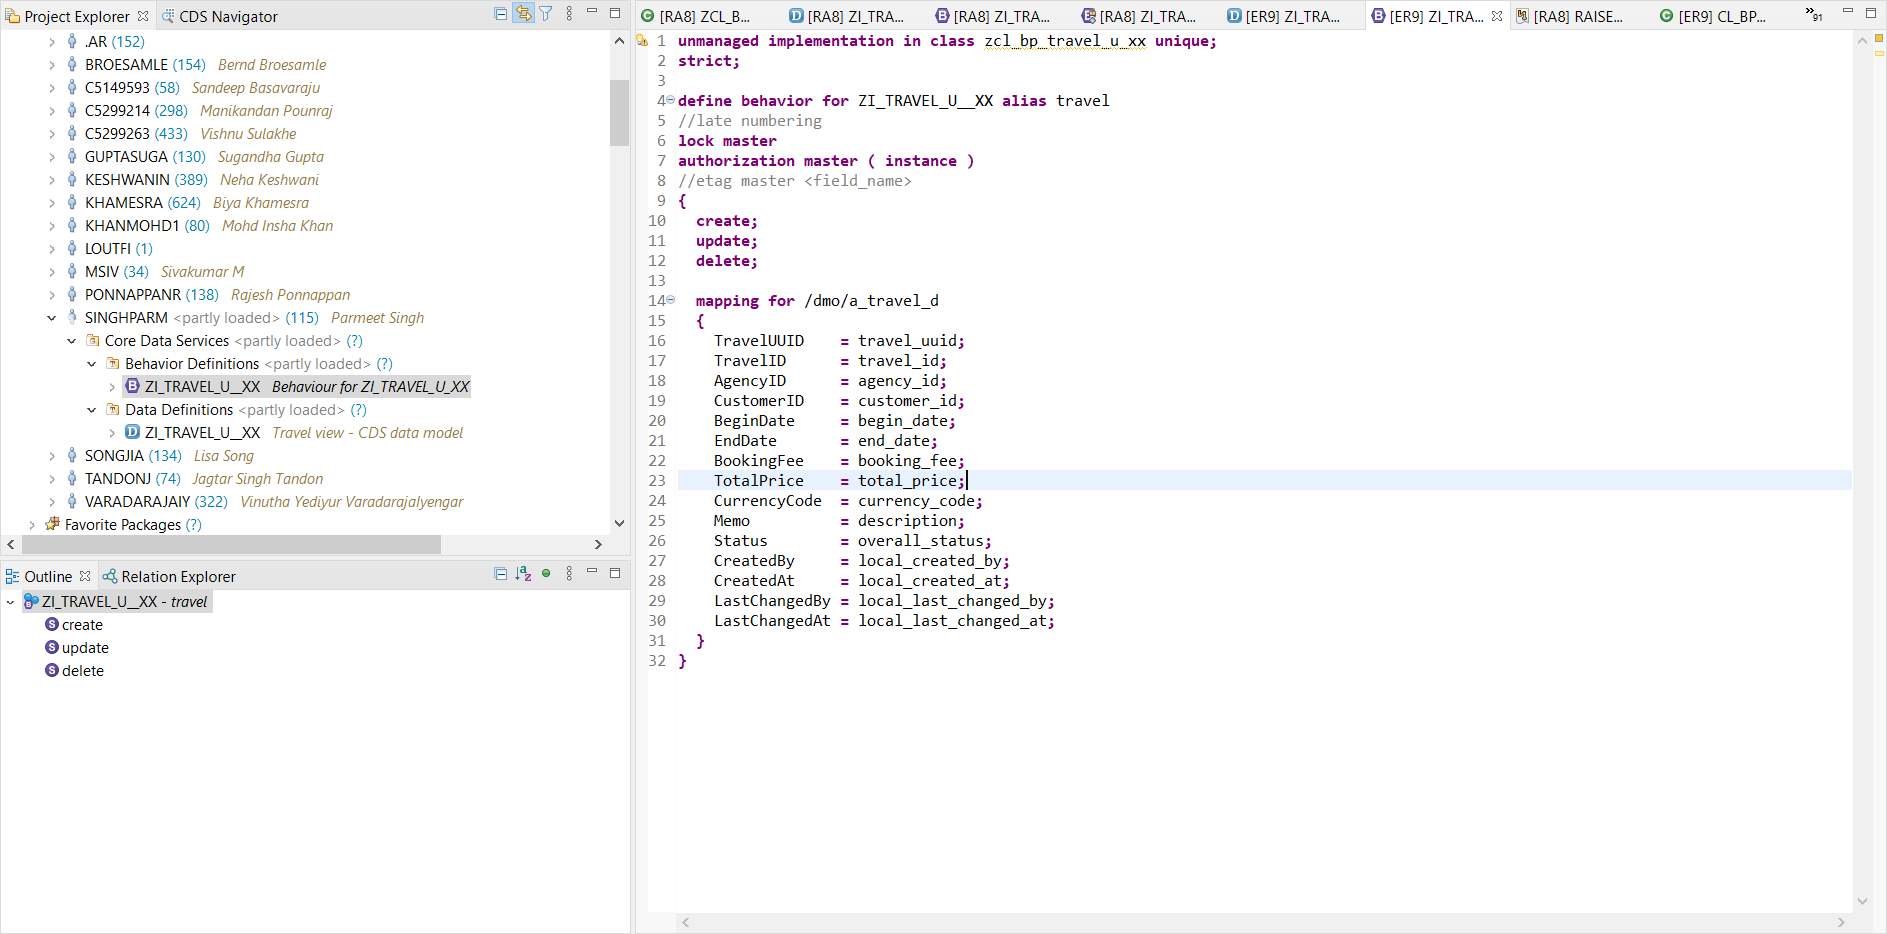 Project Explorer
CDS Navigator
.AR (152)
BROESAMLE (154) Bernd Broesamle
C5149593 (58) Sandeep Basavaraju
C5299214 (298) Manikandan Pounraj
C5299263 (433) Vishnu Sulakhe
GUPTASUGA (130) Sugandha Gupta
KESHWANIN (389) Neha Keshwani
KHAMESRA (624) Biya Khamesra
KHANMOHD1 (80) Mohd Insha Khan
LOUTFI (1)
MSIV (34) Sivakumar M
PONNAPPANR (138) Rajesh Ponnappan
SINGHPARM <partly loaded> (115) Parmeet Singh
Core Data Services <partly loaded> (?)
Behavior Definitions <partly loaded> (?)
ZI_TRAVEL_U__XX Behaviour for ZI_TRAVEL_U_XX
Data Definitions <partly loaded> (?)
ZI_TRAVEL_U__XX Travel view - CDS data model
SONGJIA (134) Lisa Song
TANDONJ (74) Jagtar Singh Tandon
VARADARAJAIY (322) Vinutha Yediyur Varadarajalyengar
Favorite Packages (?)
Outline
Relation Explorer
ZI_TRAVEL_U__XX - travel
create
update
delete
[RA8] ZCL_B...
[RA8] ZI_TRA...
[RA8] ZI_TRA...
[RA8] ZI_TRA...
[ER9] ZI_TRA...
[ER9] ZI_TRA...
[RA8] RAISE...
[ER9] CL_BP...
»91
1 unmanaged implementation in class zcl_bp_travel_u_xx unique;
2 strict;
3
4 define behavior for ZI_TRAVEL_U__XX alias travel
5 //late numbering
6 lock master
7 authorization master ( instance )
8 //etag master <field_name>
9 {
10 create;
11 update;
12 delete;
13
14 mapping for /dmo/a_travel_d
15 {
16 TravelUUID = travel_uuid;
17 TravelID = travel_id;
18 AgencyID = agency_id;
19 CustomerID = customer_id;
20 BeginDate = begin_date;
21 EndDate = end_date;
22 BookingFee = booking_fee;
23 TotalPrice = total_price;
24 CurrencyCode = currency_code;
25 Memo = description;
26 Status = overall_status;
27 CreatedBy = local_created_by;
28 CreatedAt = local_created_at;
29 LastChangedBy = local_last_changed_by;
30 LastChangedAt = local_last_changed_at;
31 }
32 }